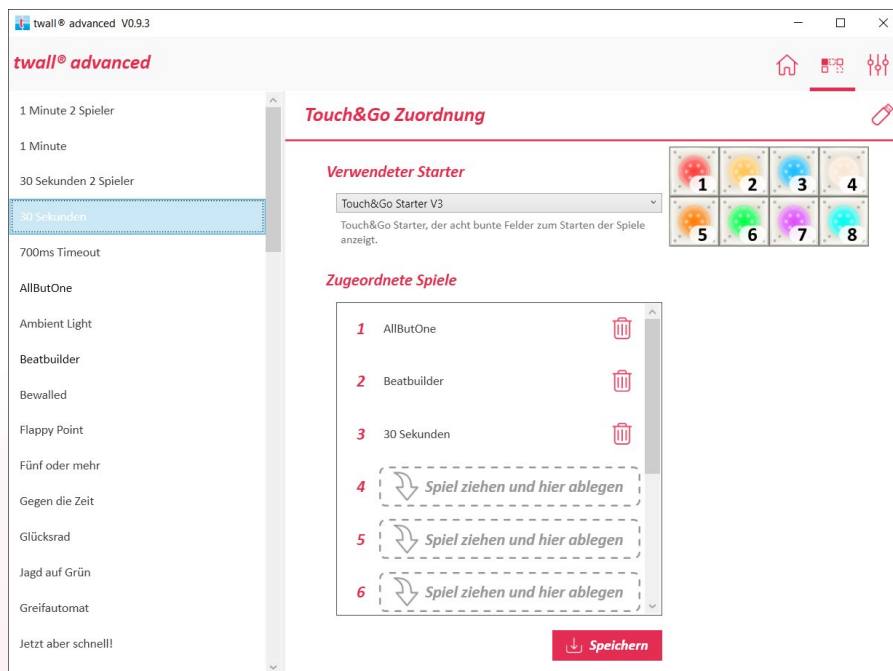 twall® advanced V0.9.3
twall® advanced
1 Minute 2 Spieler
1 Minute
30 Sekunden 2 Spieler
30 Sekunden
700ms Timeout
AllButOne
Ambient Light
Beatbuilder
Bewalled
Flappy Point
Fünf oder mehr
Gegen die Zeit
Glücksrad
Jagd auf Grün
Greifautomat
Jetzt aber schnell!
Touch&Go Zuordnung
Verwendeter Starter
Touch&Go Starter V3
Touch&Go Starter, der acht bunte Felder zum Starten der Spiele
anzeigt.
1 2 3 4
5 6 7 8
Zugeordnete Spiele
1 AllButOne
2 Beatbuilder
3 30 Sekunden
4 Spiel ziehen und hier ablegen
5 Spiel ziehen und hier ablegen
6 Spiel ziehen und hier ablegen
Speichern